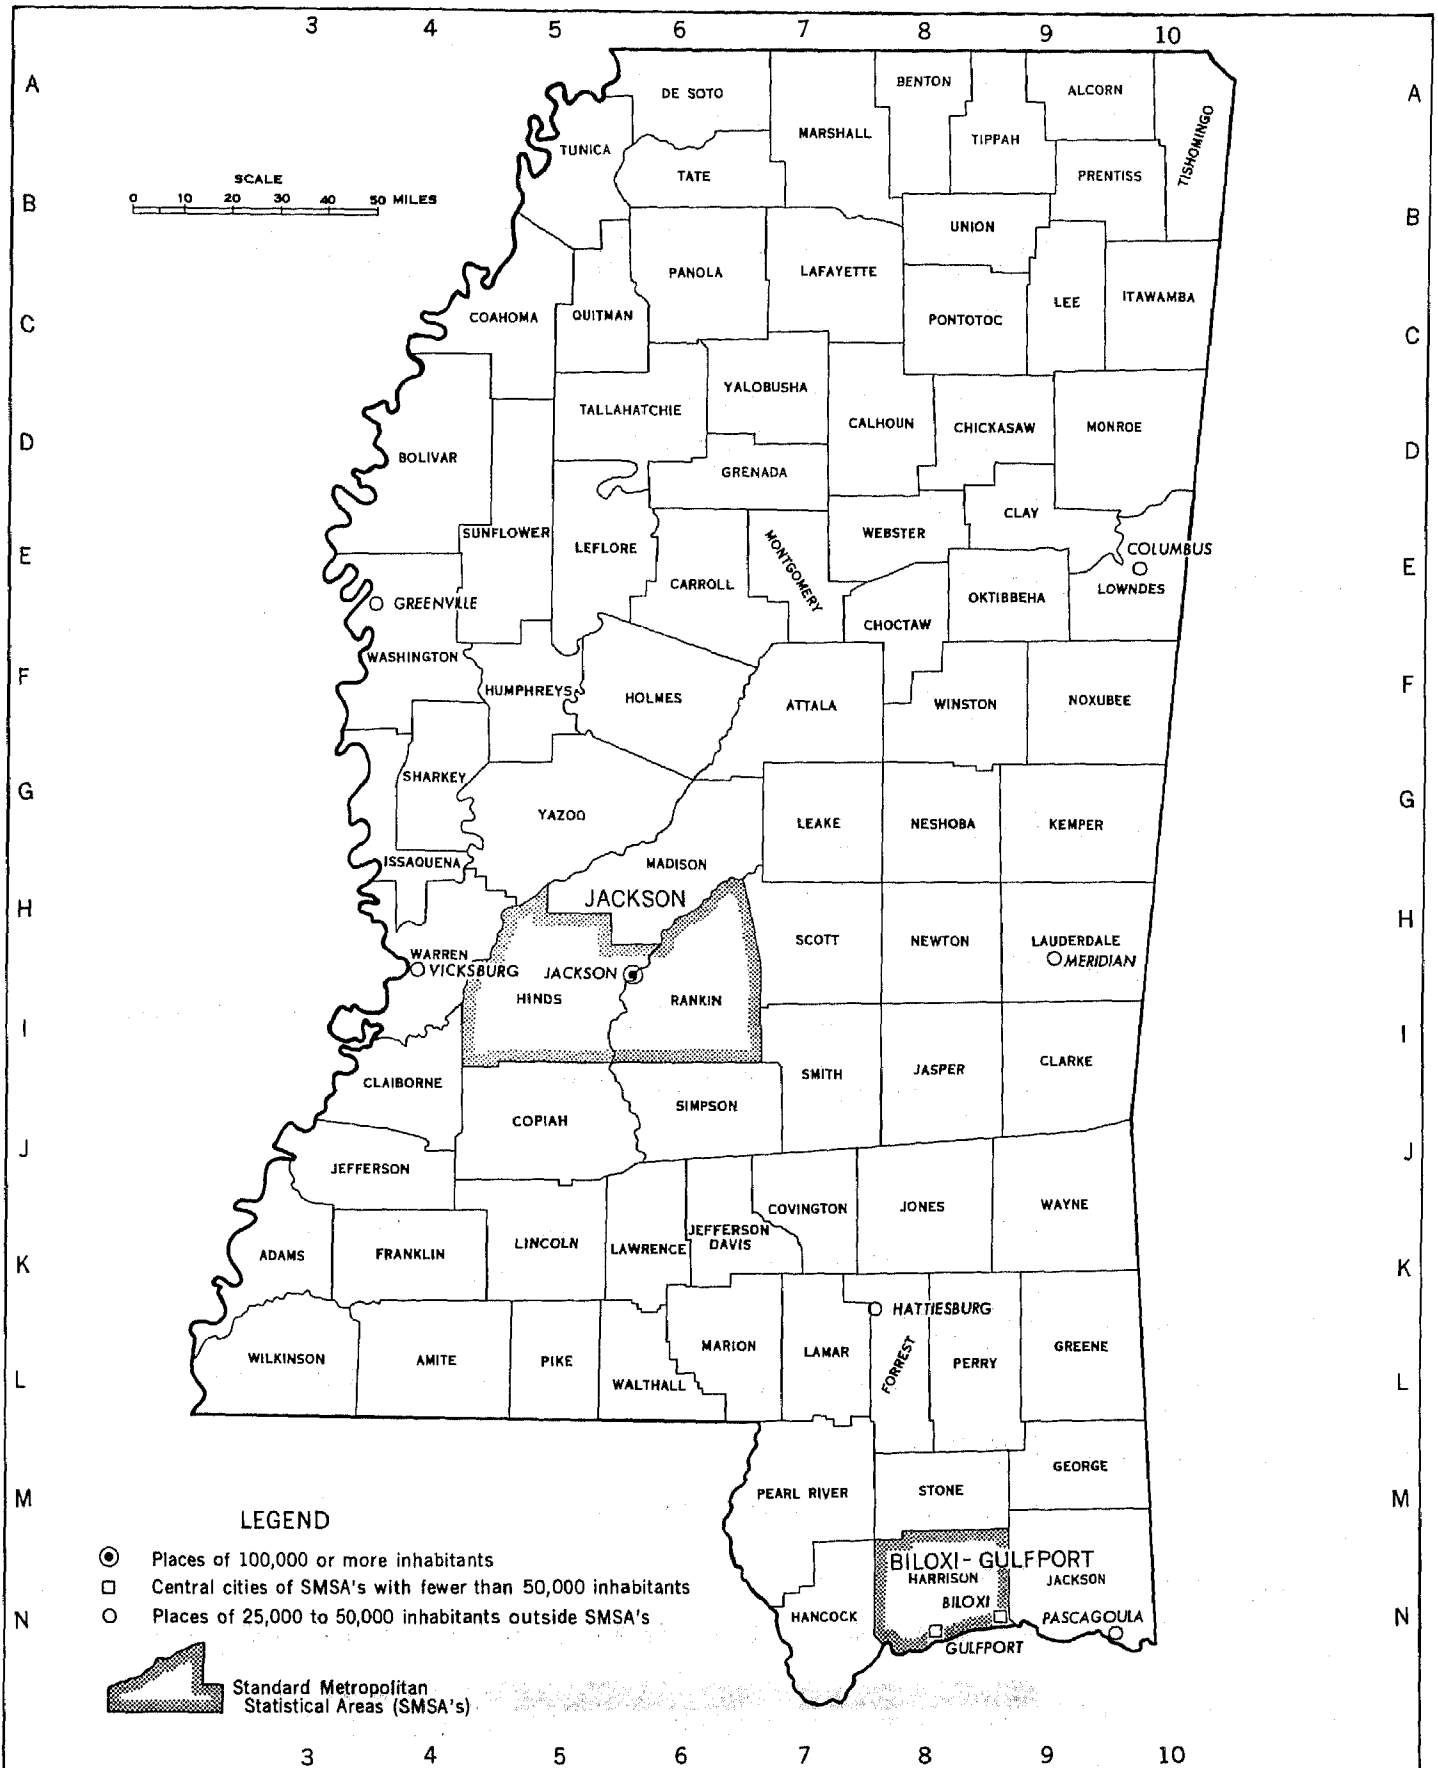 3 4 5 6 7 8 9 10
A A
BENTON
DE SOTO
ALCORN
MARSHALL
TIPPAH
TISHOMINGO
TUNICA
TATE
PRENTISS
SCALE
0 10 20 30 40 50 MILES
B B
UNION
PANOLA
LAFAYETTE
LEE
ITAWAMBA
COAHOMA
QUITMAN
PONTOTOC
C C
YALOBUSHA
TALLAHATCHIE
CALHOUN
CHICKASAW
MONROE
D D
BOLIVAR
GRENADA
CLAY
SUNFLOWER
LEFLORE
MONTGOMERY
WEBSTER
COLUMBUS
E E
CARROLL
LOWNDES
OKTIBBEHA
GREENVILLE
CHOCTAW
WASHINGTON
F F
HUMPHREYS
HOLMES
ATTALA
WINSTON
NOXUBEE
SHARKEY
G G
YAZOO
LEAKE
NESHOBA
KEMPER
ISSAQUENA
MADISON
JACKSON
H H
SCOTT
NEWTON
LAUDERDALE
WARREN
MERIDIAN
VICKSBURG
JACKSON
HINDS
RANKIN
I I
CLAIBORNE
SMITH
JASPER
CLARKE
COPIAH
SIMPSON
J J
JEFFERSON
COVINGTON
JONES
WAYNE
JEFFERSON
DAVIS
ADAMS
FRANKLIN
LINCOLN
LAWRENCE
K K
HATTIESBURG
WILKINSON
AMITE
PIKE
MARION
LAMAR
FORREST
PERRY
GREENE
WALTHALL
L L
GEORGE
PEARL RIVER
STONE
M M
LEGEND
Places of 100,000 or more inhabitants
Central cities of SMSA's with fewer than 50,000 inhabitants
Places of 25,000 to 50,000 inhabitants outside SMSA's
BILOXI-GULFPORT
HARRISON
JACKSON
BILOXI
N N
HANCOCK
PASCAGOULA
GULFPORT
Standard Metropolitan
Statistical Areas (SMSA's)
3 4 5 6 7 8 9 10